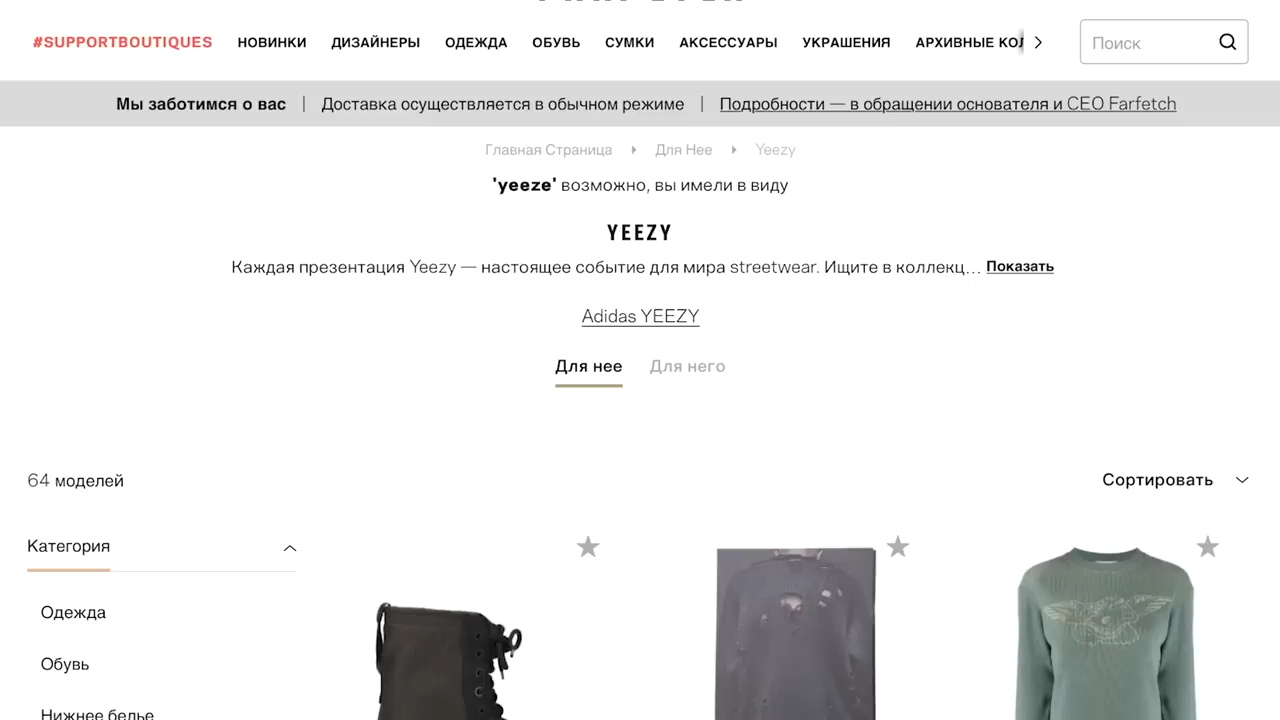 #SUPPORTBOUTIQUES НОВИНКИ ДИЗАЙНЕРЫ ОДЕЖДА ОБУВЬ СУМКИ АКСЕССУАРЫ УКРАШЕНИЯ АРХИВНЫЕ КОЛ Поиск
Мы заботимся о вас | Доставка осуществляется в обычном режиме | Подробности — в обращении основателя и CEO Farfetch
Главная Страница Для Нее Yeezy
'yeeze' возможно, вы имели в виду
YEEZY
Каждая презентация Yeezy — настоящее событие для мира streetwear. Ищите в коллекц... Показать
Adidas YEEZY
Для нее Для него
64 моделей Сортировать
Категория
Одежда
Обувь
Нижнее белье